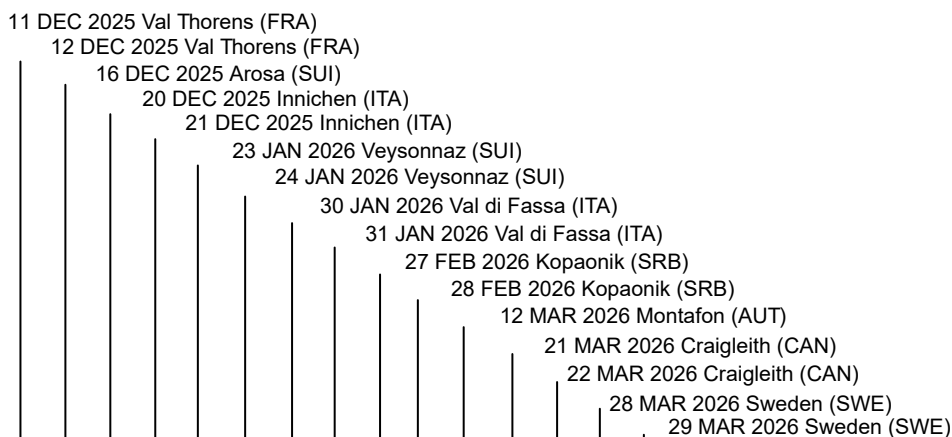 11 DEC 2025 Val Thorens (FRA)
12 DEC 2025 Val Thorens (FRA)
16 DEC 2025 Arosa (SUI)
20 DEC 2025 Innichen (ITA)
21 DEC 2025 Innichen (ITA)
23 JAN 2026 Veysonnaz (SUI)
24 JAN 2026 Veysonnaz (SUI)
30 JAN 2026 Val di Fassa (ITA)
31 JAN 2026 Val di Fassa (ITA)
27 FEB 2026 Kopaonik (SRB)
28 FEB 2026 Kopaonik (SRB)
12 MAR 2026 Montafon (AUT)
21 MAR 2026 Craigleith (CAN)
22 MAR 2026 Craigleith (CAN)
28 MAR 2026 Sweden (SWE)
29 MAR 2026 Sweden (SWE)